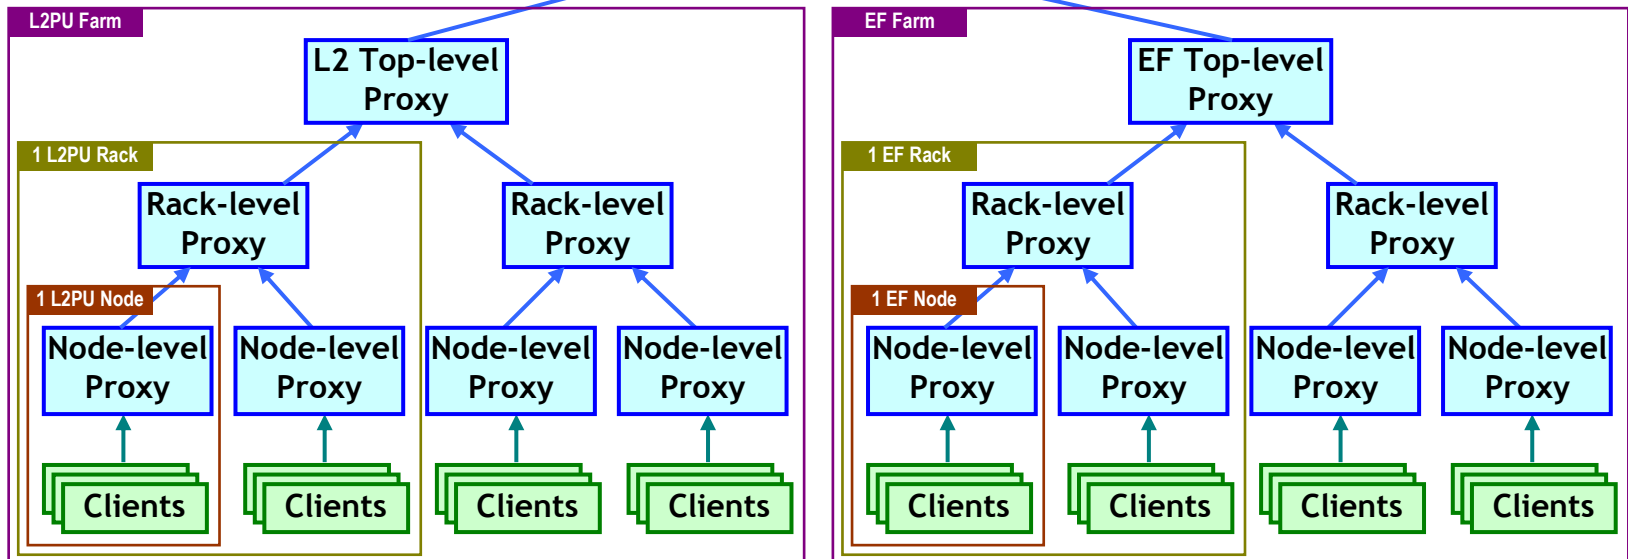 L2PU Farm
L2 Top-level
Proxy
1 L2PU Rack
Rack-level
Proxy
Rack-level
Proxy
1 L2PU Node
Node-level
Proxy
Node-level
Proxy
Node-level
Proxy
Node-level
Proxy
Clients
Clients
Clients
Clients
EF Farm
EF Top-level
Proxy
1 EF Rack
Rack-level
Proxy
Rack-level
Proxy
1 EF Node
Node-level
Proxy
Node-level
Proxy
Node-level
Proxy
Node-level
Proxy
Clients
Clients
Clients
Clients